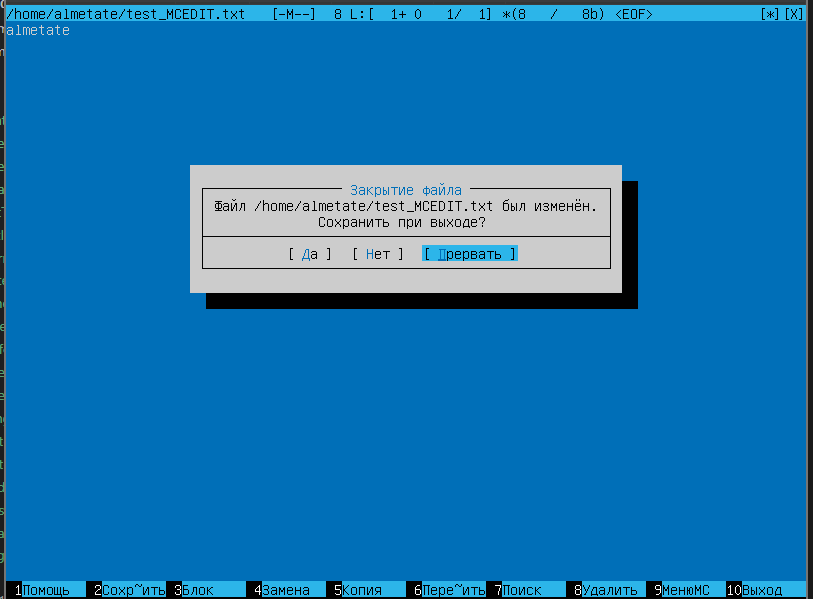 /home/almetate/test_MCEDIT.txt [-M--] 8 L:[ 1+ 0 1/ 1] *(8 / 8b) <EOF> [*][X]
almetate
Закрытие файла
Файл /home/almetate/test_MCEDIT.txt был изменён.
Сохранить при выходе?
[ Да ] [ Нет ] [ Прервать ]
1Помощь 2Сохр~ить 3Блок 4Замена 5Копия 6Пере~ить 7Поиск 8Удалить 9МенюMC 10Выход